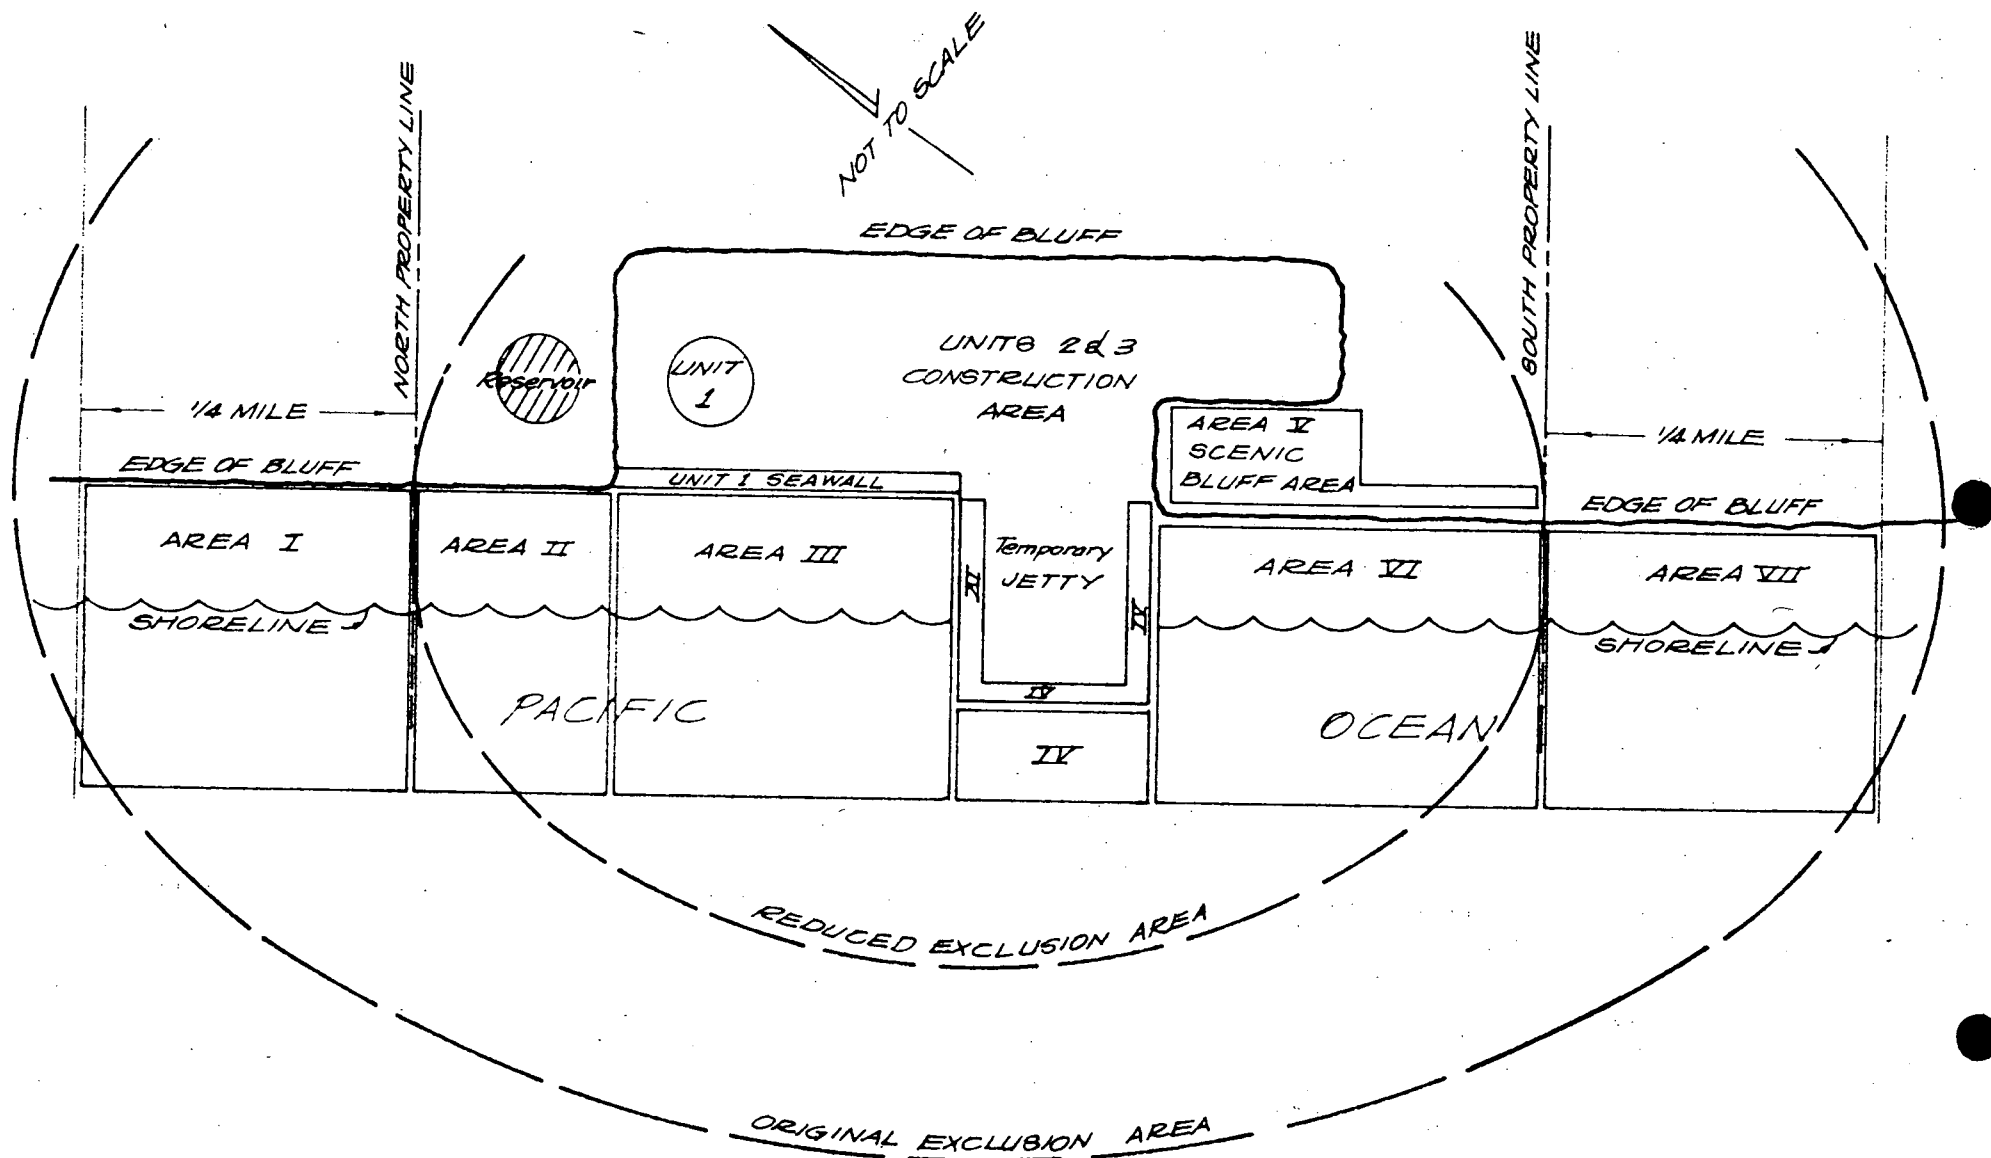 NOT TO SCALE
NORTH PROPERTY LINE
SOUTH PROPERTY LINE
EDGE OF BLUFF
Reservoir
UNIT
1
UNITS 2 & 3
CONSTRUCTION
AREA
1/4 MILE
1/4 MILE
AREA V
SCENIC
BLUFF AREA
EDGE OF BLUFF
UNIT 1 SEAWALL
EDGE OF BLUFF
AREA I
AREA II
AREA III
IV
Temporary
JETTY
IV
AREA VI
AREA VII
SHORELINE
SHORELINE
IV
PACIFIC
OCEAN
IV
REDUCED EXCLUSION AREA
ORIGINAL EXCLUSION AREA